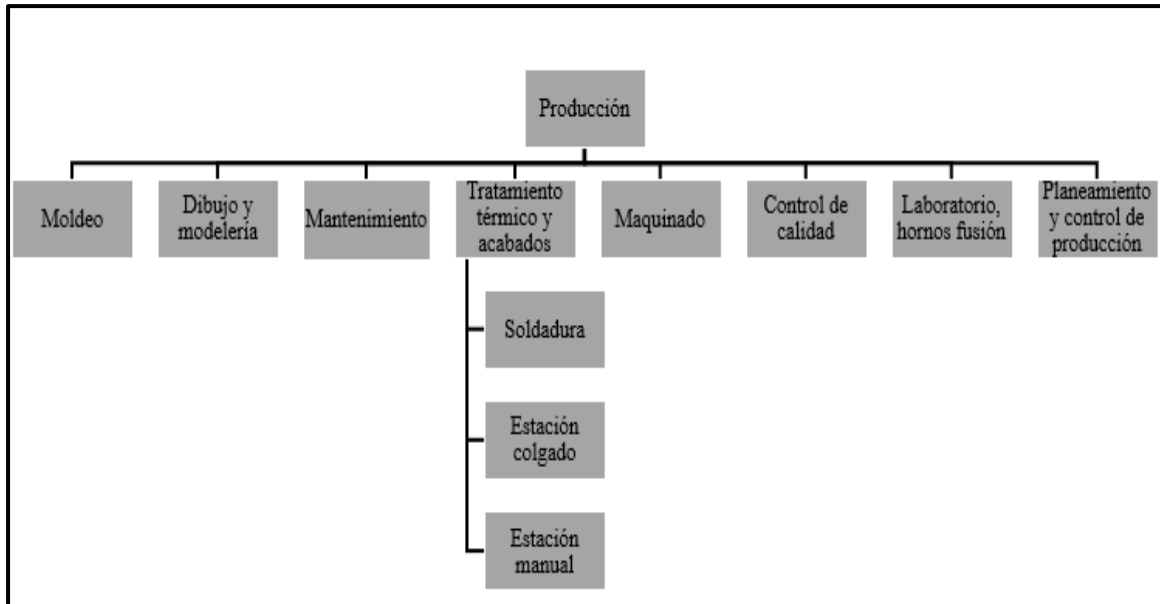 Producción
Moldeo
Dibujo y
modelería
Mantenimiento
Tratamiento
térmico y
acabados
Maquinado
Control de
calidad
Laboratorio,
hornos fusión
Planeamiento
y control de
producción
Soldadura
Estación
colgado
Estación
manual